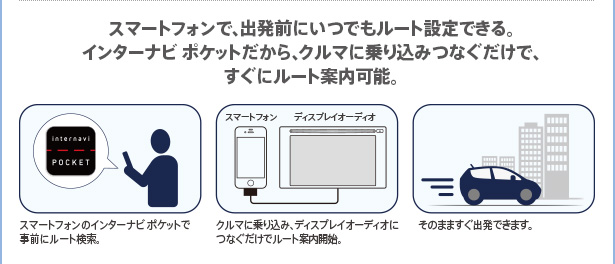 スマートフォンで、出発前にいつでもルート設定できる。
インターナビ ポケットだから、クルマに乗り込みつなぐだけで、
すぐにルート案内可能。
internavi
POCKET
スマートフォンのインターナビ ポケットで
事前にルート検索。
スマートフォン ディスプレイオーディオ
クルマに乗り込み、ディスプレイオーディオに
つなぐだけでルート案内開始。
そのまますぐ出発できます。